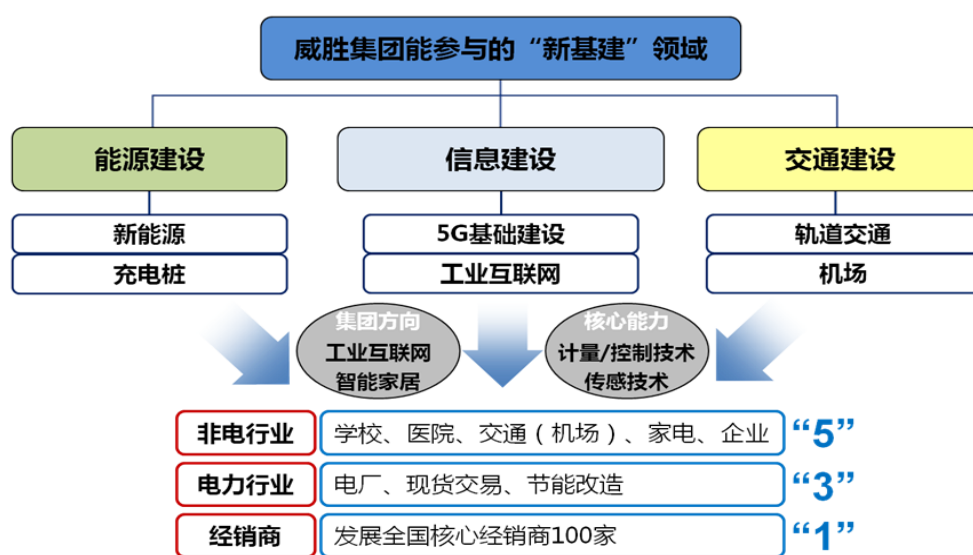 威胜集团能参与的“新基建”领域
能源建设
信息建设
交通建设
新能源
5G基础建设
轨道交通
充电桩
工业互联网
机场
集团方向
工业互联网
智能家居
核心能力
计量/控制技术
传感技术
非电行业
学校、医院、交通（机场）、家电、企业
“5”
电力行业
电厂、现货交易、节能改造
“3”
经销商
发展全国核心经销商100家
“1”